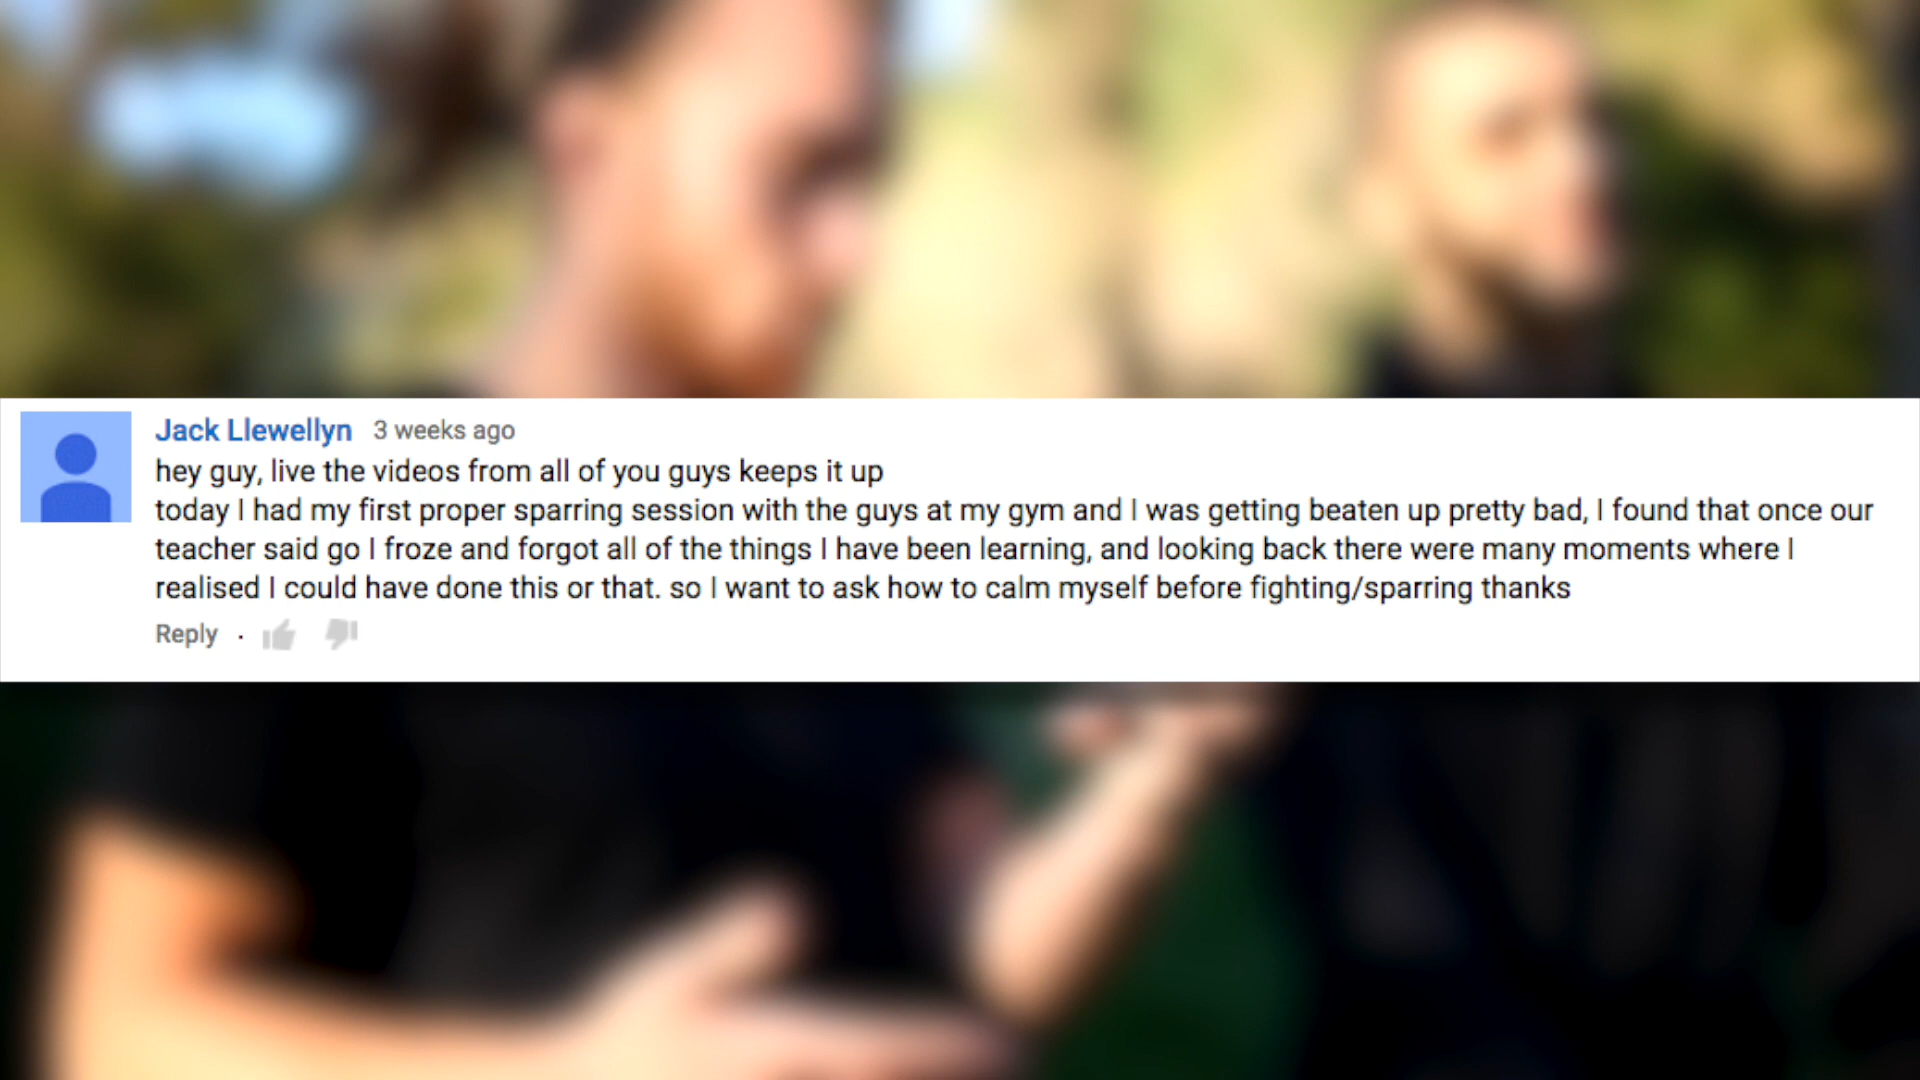 Jack Llewellyn 3 weeks ago
hey guy, live the videos from all of you guys keeps it up
today I had my first proper sparring session with the guys at my gym and I was getting beaten up pretty bad, I found that once our
teacher said go I froze and forgot all of the things I have been learning, and looking back there were many moments where I
realised I could have done this or that. so I want to ask how to calm myself before fighting/sparring thanks
Reply ·